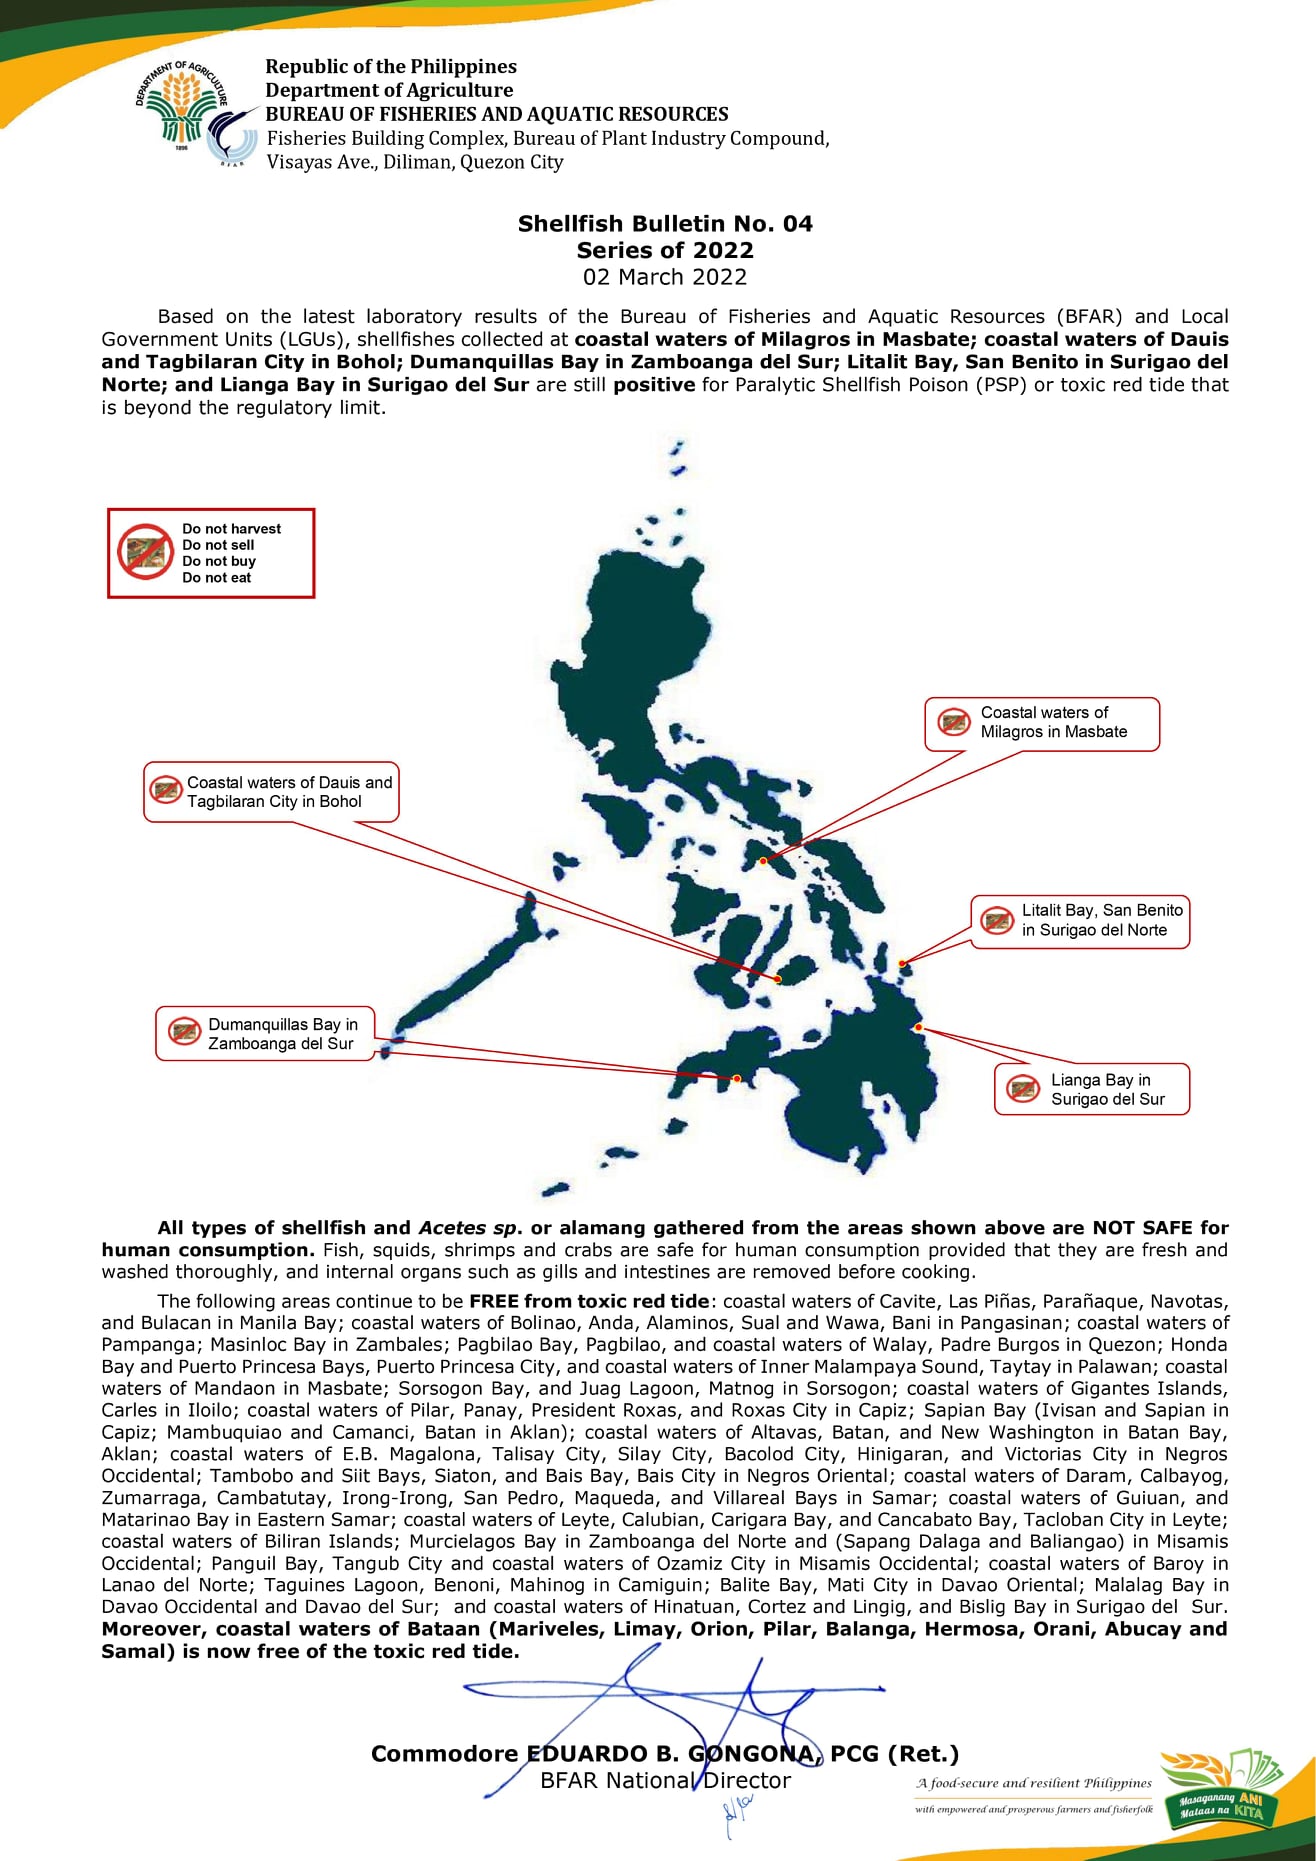 DEPARTMENT OF AGRICULTURE
1898
BFAR
Republic of the Philippines
Department of Agriculture
BUREAU OF FISHERIES AND AQUATIC RESOURCES
Fisheries Building Complex, Bureau of Plant Industry Compound,
Visayas Ave., Diliman, Quezon City
Shellfish Bulletin No. 04
Series of 2022
02 March 2022
Based on the latest laboratory results of the Bureau of Fisheries and Aquatic Resources (BFAR) and Local
Government Units (LGUs), shellfishes collected at coastal waters of Milagros in Masbate; coastal waters of Dauis
and Tagbilaran City in Bohol; Dumanquillas Bay in Zamboanga del Sur; Litalit Bay, San Benito in Surigao del
Norte; and Lianga Bay in Surigao del Sur are still positive for Paralytic Shellfish Poison (PSP) or toxic red tide that
is beyond the regulatory limit.
Do not harvest
Do not sell
Do not buy
Do not eat
Coastal waters of
Milagros in Masbate
Coastal waters of Dauis and
Tagbilaran City in Bohol
Litalit Bay, San Benito
in Surigao del Norte
Dumanquillas Bay in
Zamboanga del Sur
Lianga Bay in
Surigao del Sur
All types of shellfish and Acetes sp. or alamang gathered from the areas shown above are NOT SAFE for
human consumption. Fish, squids, shrimps and crabs are safe for human consumption provided that they are fresh and
washed thoroughly, and internal organs such as gills and intestines are removed before cooking.
The following areas continue to be FREE from toxic red tide: coastal waters of Cavite, Las Piñas, Parañaque, Navotas,
and Bulacan in Manila Bay; coastal waters of Bolinao, Anda, Alaminos, Sual and Wawa, Bani in Pangasinan; coastal waters of
Pampanga; Masinloc Bay in Zambales; Pagbilao Bay, Pagbilao, and coastal waters of Walay, Padre Burgos in Quezon; Honda
Bay and Puerto Princesa Bays, Puerto Princesa City, and coastal waters of Inner Malampaya Sound, Taytay in Palawan; coastal
waters of Mandaon in Masbate; Sorsogon Bay, and Juag Lagoon, Matnog in Sorsogon; coastal waters of Gigantes Islands,
Carles in Iloilo; coastal waters of Pilar, Panay, President Roxas, and Roxas City in Capiz; Sapian Bay (Ivisan and Sapian in
Capiz; Mambuquiao and Camanci, Batan in Aklan); coastal waters of Altavas, Batan, and New Washington in Batan Bay,
Aklan; coastal waters of E.B. Magalona, Talisay City, Silay City, Bacolod City, Hinigaran, and Victorias City in Negros
Occidental; Tambobo and Siit Bays, Siaton, and Bais Bay, Bais City in Negros Oriental; coastal waters of Daram, Calbayog,
Zumarraga, Cambatutay, Irong-Irong, San Pedro, Maqueda, and Villareal Bays in Samar; coastal waters of Guiuan, and
Matarinao Bay in Eastern Samar; coastal waters of Leyte, Calubian, Carigara Bay, and Cancabato Bay, Tacloban City in Leyte;
coastal waters of Biliran Islands; Murcielagos Bay in Zamboanga del Norte and (Sapang Dalaga and Baliangao) in Misamis
Occidental; Panguil Bay, Tangub City and coastal waters of Ozamiz City in Misamis Occidental; coastal waters of Baroy in
Lanao del Norte; Taguines Lagoon, Benoni, Mahinog in Camiguin; Balite Bay, Mati City in Davao Oriental; Malalag Bay in
Davao Occidental and Davao del Sur; and coastal waters of Hinatuan, Cortez and Lingig, and Bislig Bay in Surigao del Sur.
Moreover, coastal waters of Bataan (Mariveles, Limay, Orion, Pilar, Balanga, Hermosa, Orani, Abucay and
Samal) is now free of the toxic red tide.
Commodore EDUARDO B. GONGONA, PCG (Ret.)
BFAR National Director
A food-secure and resilient Philippines
with empowered and prosperous farmers and fisherfolk
Masaganang ANI
Mataas na KITA